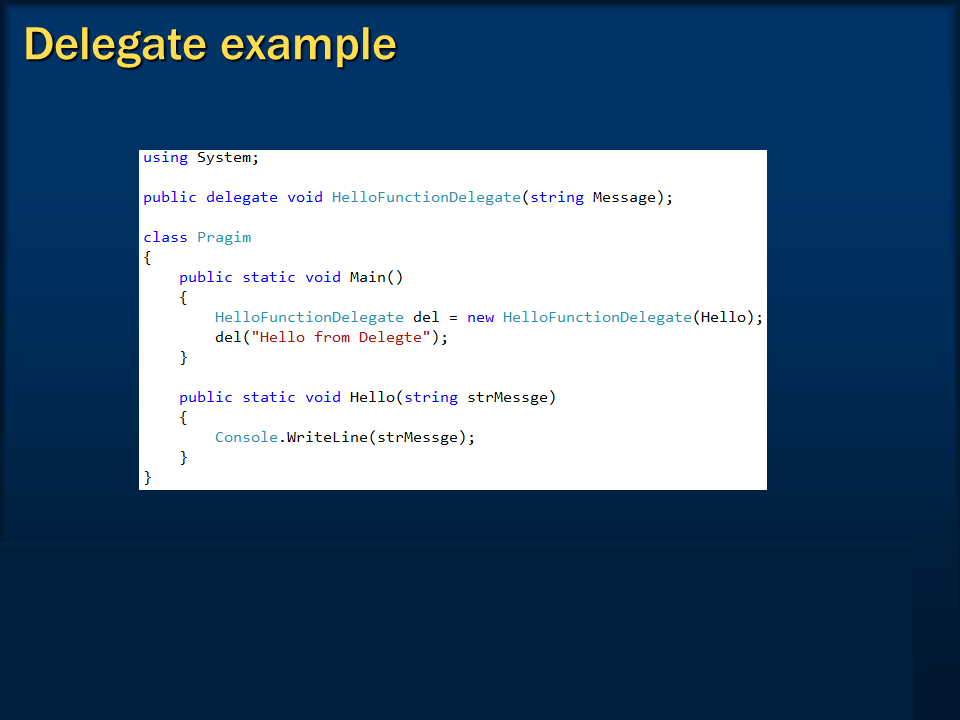 Delegate example
using System;
public delegate void HelloFunctionDelegate(string Message);
class Pragim
{
    public static void Main()
    {
        HelloFunctionDelegate del = new HelloFunctionDelegate(Hello);
        del("Hello from Delegte");
    }
    public static void Hello(string strMessge)
    {
        Console.WriteLine(strMessge);
    }
}